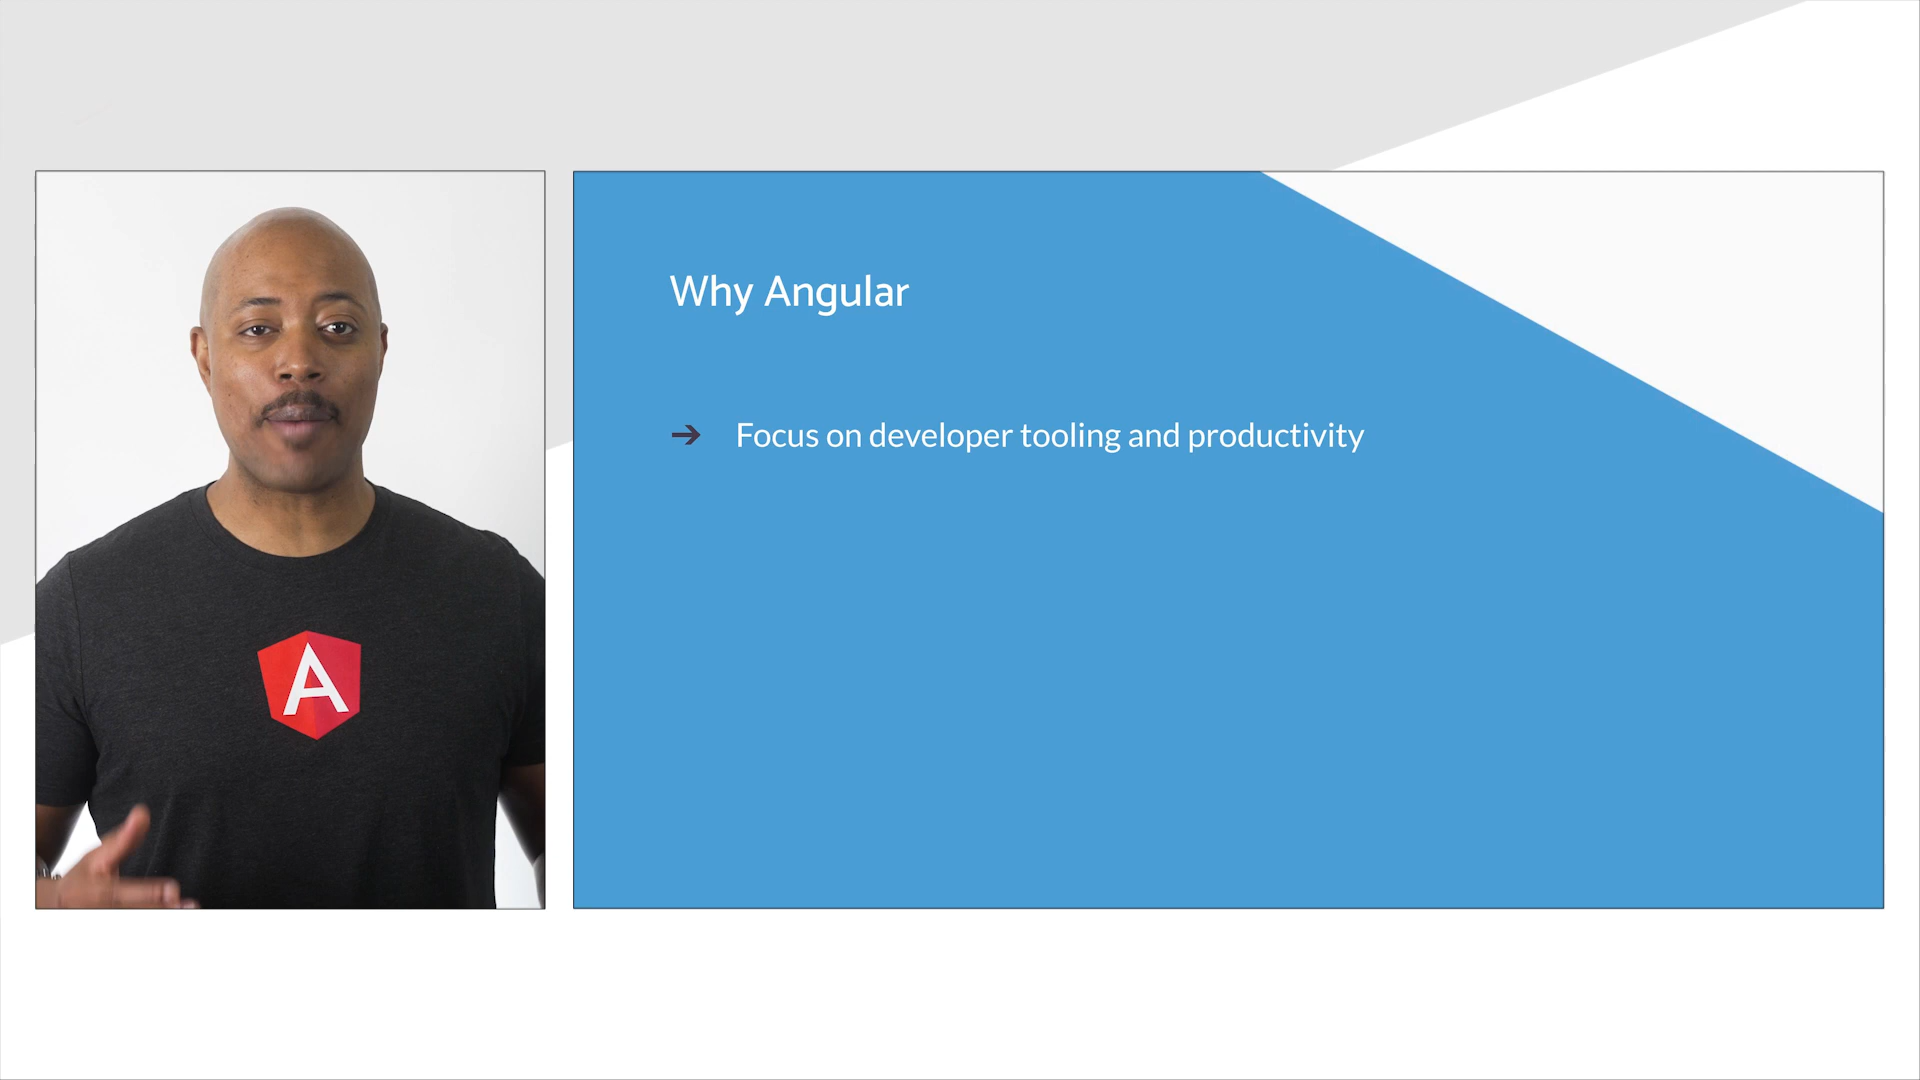 Why Angular
➔ Focus on developer tooling and productivity
A